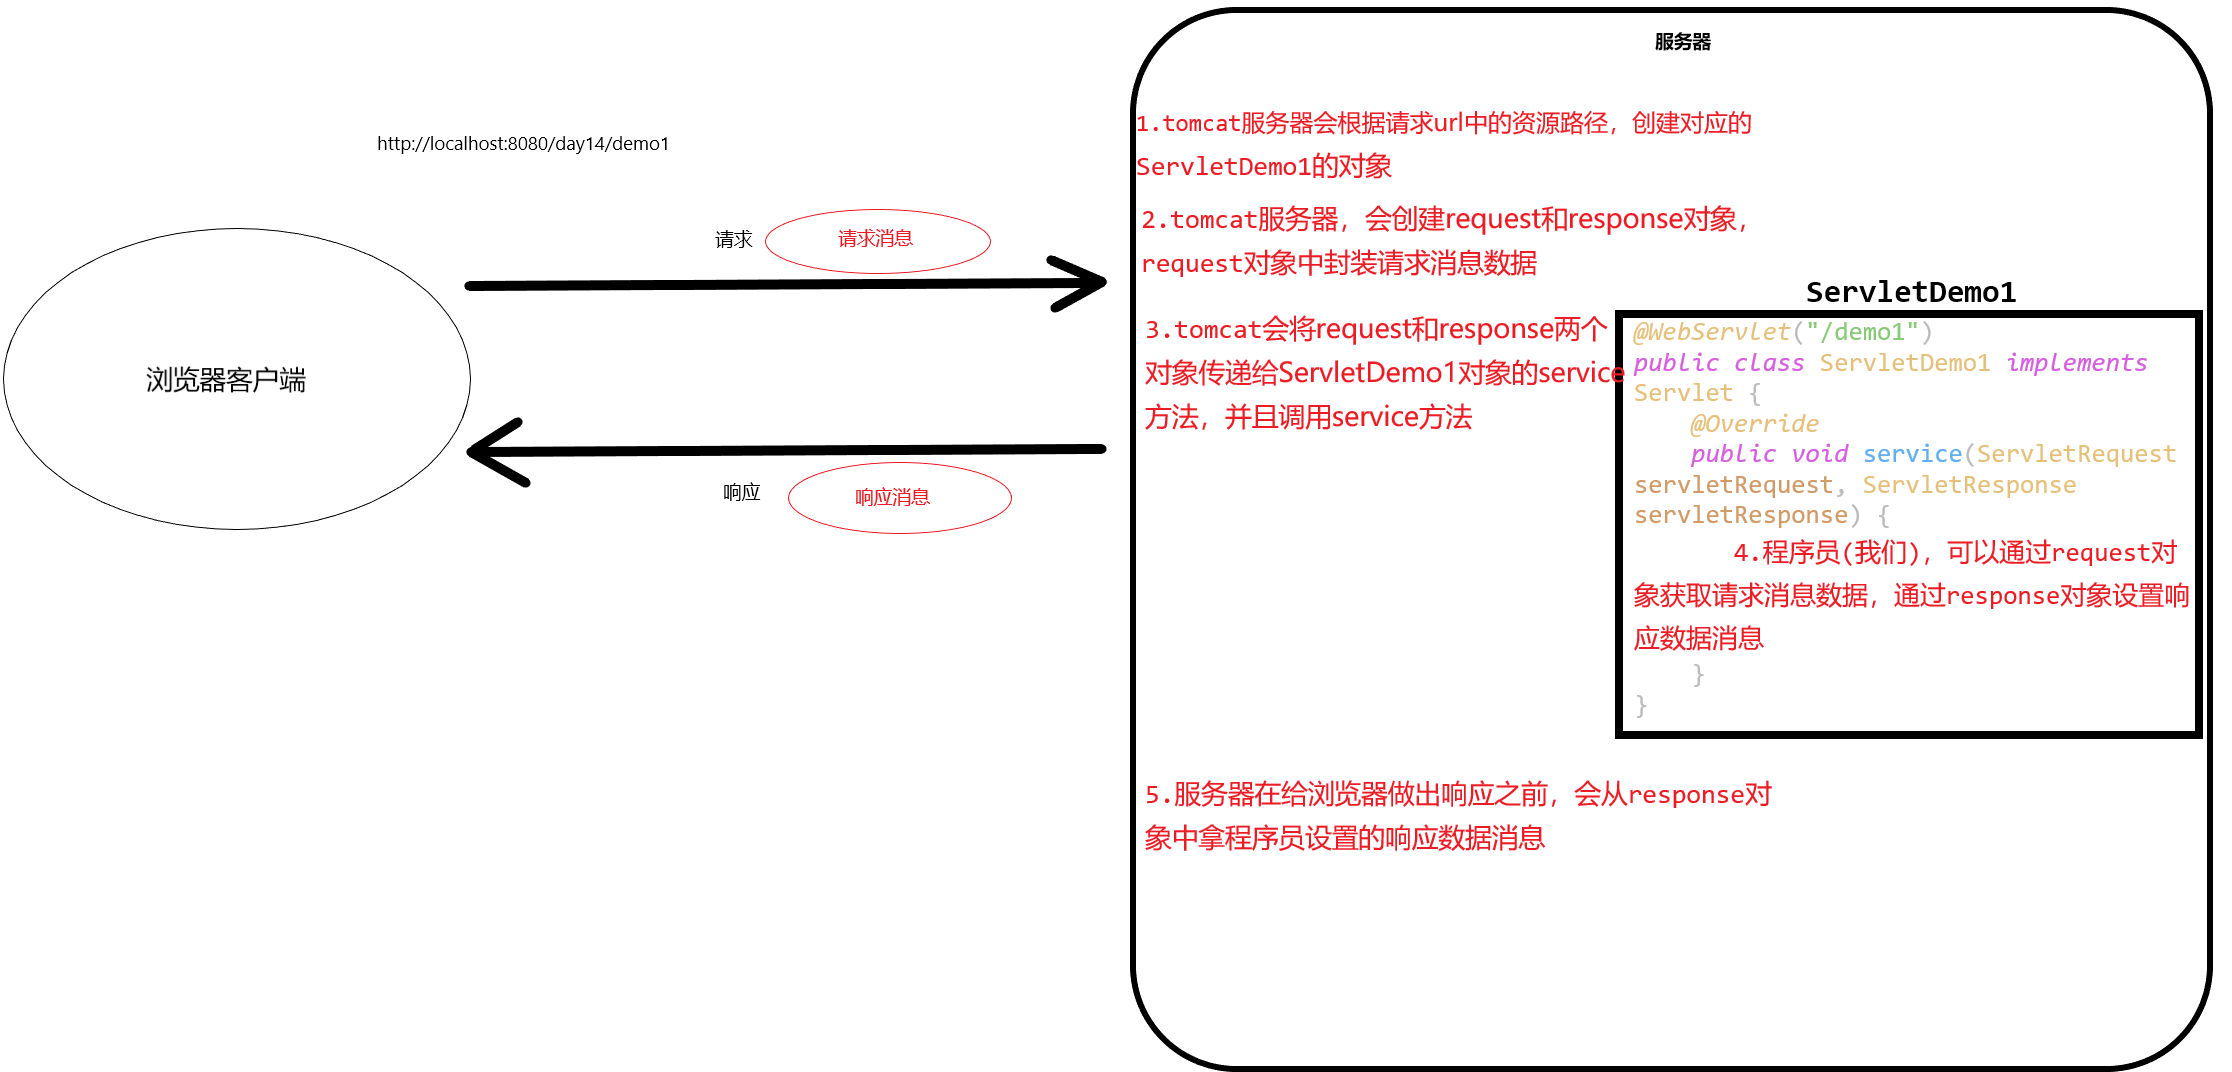 服务器
http://localhost:8080/day14/demo1
请求
请求消息
浏览器客户端
响应
响应消息
1.tomcat服务器会根据请求url中的资源路径，创建对应的
ServletDemo1的对象
2.tomcat服务器，会创建request和response对象，
request对象中封装请求消息数据
3.tomcat会将request和response两个
对象传递给ServletDemo1对象的service
方法，并且调用service方法
ServletDemo1
@WebServlet("/demo1")
public class ServletDemo1 implements
Servlet {
@Override
public void service(ServletRequest
servletRequest, ServletResponse
servletResponse) {
4.程序员(我们)，可以通过request对
象获取请求消息数据，通过response对象设置响
应数据消息
}
}
5.服务器在给浏览器做出响应之前，会从response对
象中拿程序员设置的响应数据消息